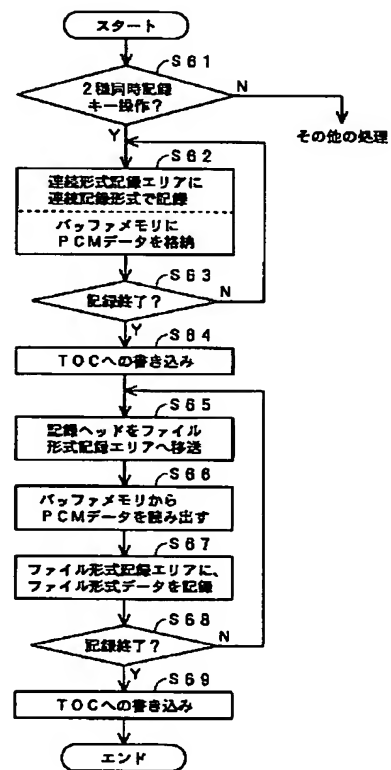 スタート
S61
2種同時記録
キー操作?
N
Y
その他の処理
S62
連続形式記録エリアに
連続記録形式で記録
バッファメモリに
PCMデータを格納
S63
記録終了?
N
Y
S64
TOCへの書き込み
S65
記録ヘッドをファイル
形式記録エリアへ移送
S66
バッファメモリから
PCMデータを読み出す
S67
ファイル形式記録エリアに、
ファイル形式データを記録
S68
記録終了?
N
Y
S69
TOCへの書き込み
エンド